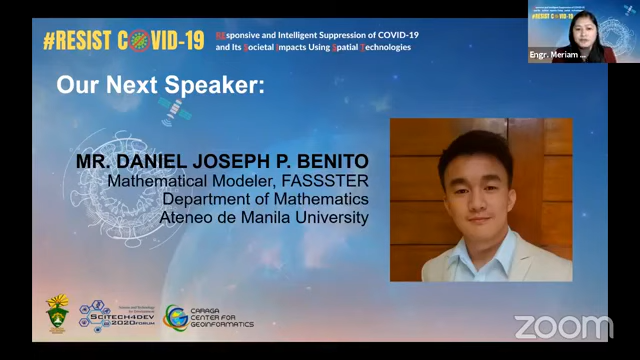 #RESIST COVID-19
REsponsive and Intelligent Suppression of COVID-19
and Its Societal Impacts Using Spatial Technologies
Engr. Meriam ...
Our Next Speaker:
MR. DANIEL JOSEPH P. BENITO
Mathematical Modeler, FASSSTER
Department of Mathematics
Ateneo de Manila University
SCITECH4DEV
2020 FORUM
CARAGA
CENTER FOR
GEOINFORMATICS
zoom